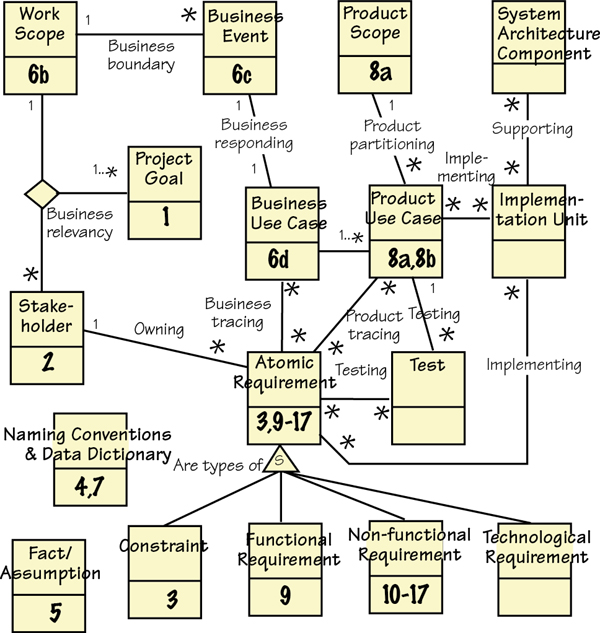 Work
Scope
6b
1
Business
boundary
*
Business
Event
6c
Product
Scope
8a
System
Architecture
Component
1
1
1
*
Business
responding
Product
partitioning
Supporting
1..*
Project
Goal
1
Business
relevancy
1
*
Imple-
menting
*
*
*
Business
Use Case
6d
1..*
Product
Use Case
8a,8b
Implemen-
tation Unit
*
Stake-
holder
2
1
Owning
*
Business
tracing
*
*
*
Product
tracing
*
1
Testing
*
*
Implementing
Atomic
Requirement
3,9-17
Testing
*
*
Test
*
Naming Conventions
& Data Dictionary
4,7
Are types of
S
Fact/
Assumption
5
Constraint
3
Functional
Requirement
9
Non-functional
Requirement
10-17
Technological
Requirement